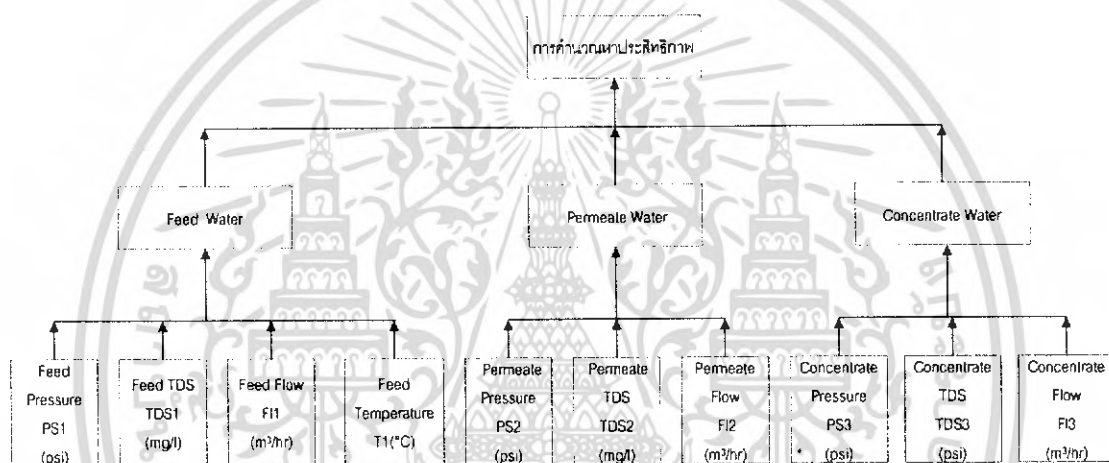 การคำนวณหาประสิทธิภาพ
Feed Water
Permeate Water
Concentrate Water
Feed
Pressure
PS1
(psi)
Feed TDS
TDS1
(mg/l)
Feed Flow
FI1
(m³/hr)
Feed
Temperature
T1(°C)
Permeate
Pressure
PS2
(psi)
Permeate
TDS
TDS2
(mg/l)
Permeate
Flow
FI2
(m³/hr)
Concentrate
Pressure
PS3
(psi)
Concentrate
TDS
TDS3
(psi)
Concentrate
Flow
FI3
(m³/hr)